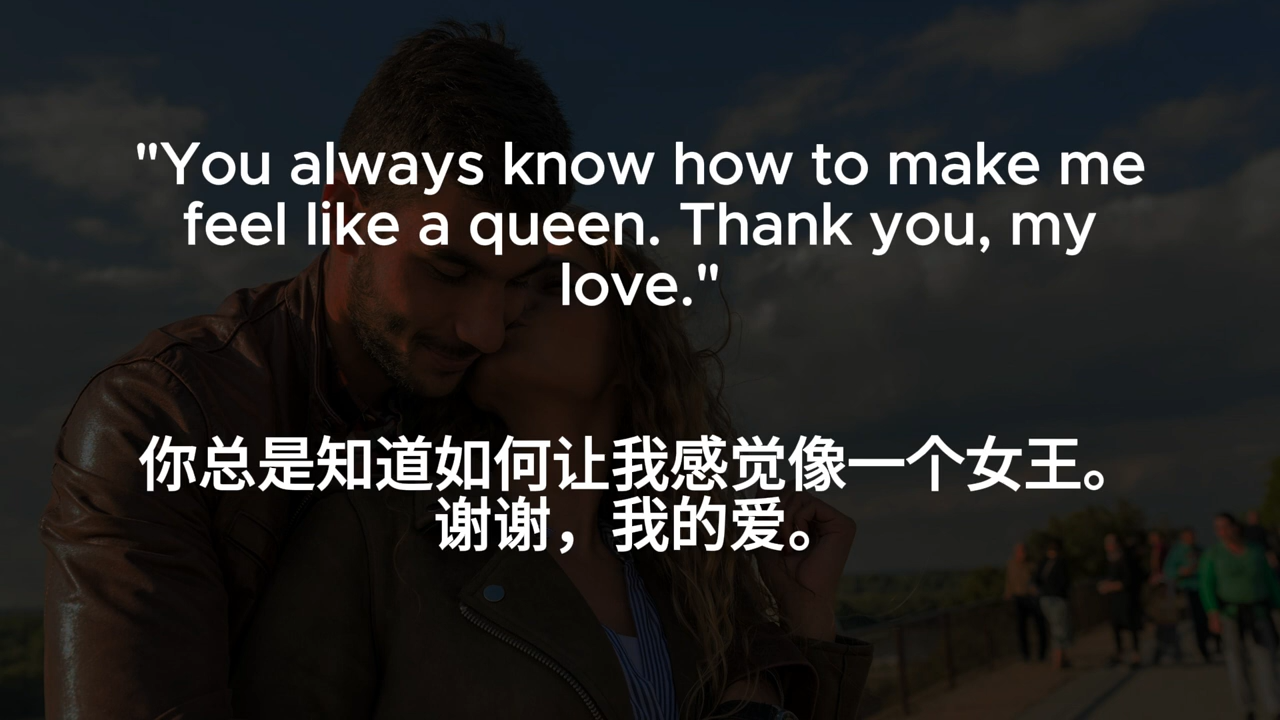 "You always know how to make me
feel like a queen. Thank you, my
love."
你总是知道如何让我感觉像一个女王。
谢谢，我的爱。